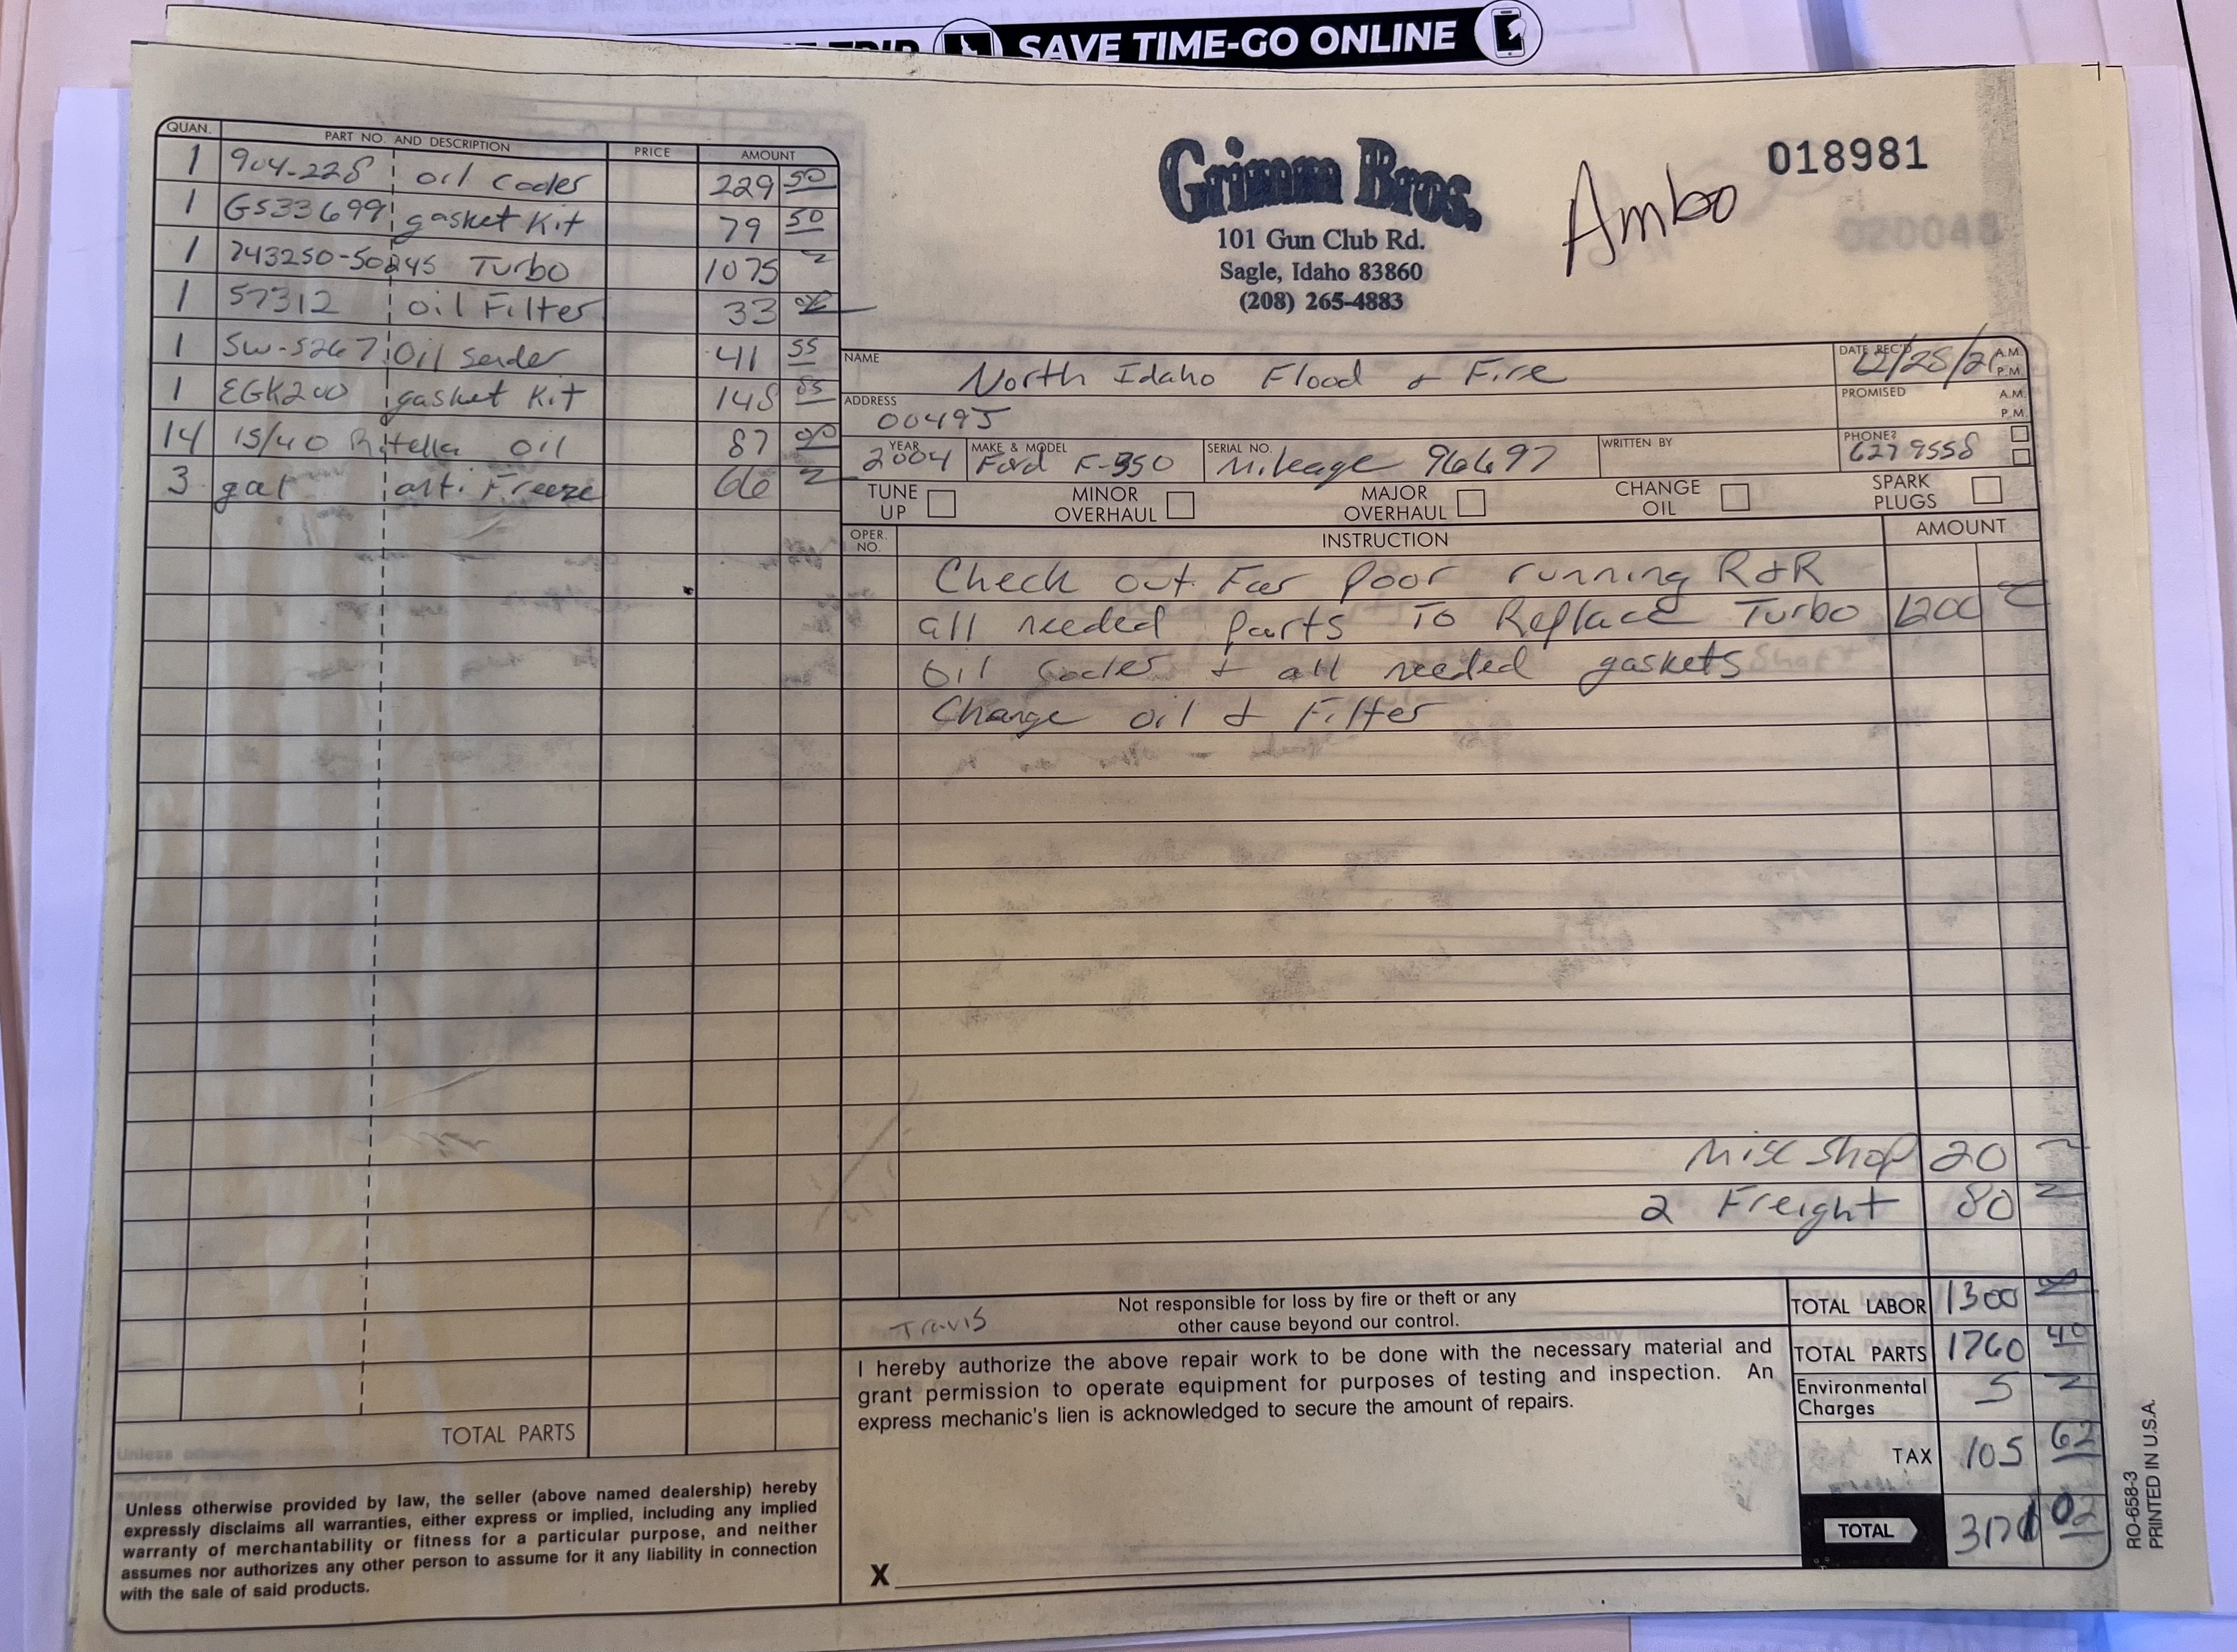 SAVE TIME-GO ONLINE
QUAN. PART NO. AND DESCRIPTION PRICE AMOUNT
1 904-228 oil Cooler 229 50
1 GS33699 gasket Kit 79 50
1 743250-5024S Turbo 1075
1 57312 oil Filter 33 00
1 SW-5267 Oil Sender 41 55
1 EGK200 gasket Kit 148 85
14 15/40 Rotella oil 87 00
3 gal anti Freeze 66
TOTAL PARTS
Unless otherwise provided by law, the seller (above named dealership) hereby
expressly disclaims all warranties, either express or implied, including any implied
warranty of merchantability or fitness for a particular purpose, and neither
assumes nor authorizes any other person to assume for it any liability in connection
with the sale of said products.
Grimm Bros.
101 Gun Club Rd.
Sagle, Idaho 83860
(208) 265-4883
Ambo
018981
020048
NAME North Idaho Flood & Fire
DATE REC'D 12/28/21 A.M.
P.M.
ADDRESS 00495
PROMISED A.M.
P.M.
YEAR 2004 MAKE & MODEL Ford F-350 SERIAL NO. Mileage 96697 WRITTEN BY PHONE? 627 9558
TUNE UP MINOR OVERHAUL MAJOR OVERHAUL CHANGE OIL SPARK PLUGS
OPER. NO. INSTRUCTION AMOUNT
Check out For Poor running R&R
all needed parts To Replace Turbo 1200
oil Cooler & all needed gaskets
Change oil & Filter
Misc Shop 20
2 Freight 80
Travis
Not responsible for loss by fire or theft or any
other cause beyond our control.
I hereby authorize the above repair work to be done with the necessary material and
grant permission to operate equipment for purposes of testing and inspection. An
express mechanic's lien is acknowledged to secure the amount of repairs.
X
TOTAL LABOR 1300
TOTAL PARTS 1760 40
Environmental Charges 5
TAX 105 62
TOTAL 3171 02
RO-658-3
PRINTED IN U.S.A.